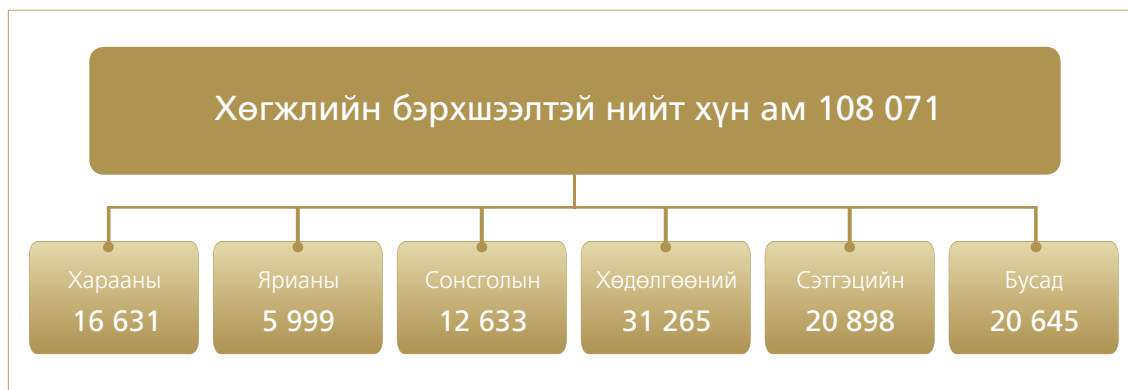 Хөгжлийн бэрхшээлтэй нийт хүн ам 108 071
Харааны
16 631
Ярианы
5 999
Сонсголын
12 633
Хөдөлгөөний
31 265
Сэтгэцийн
20 898
Бусад
20 645